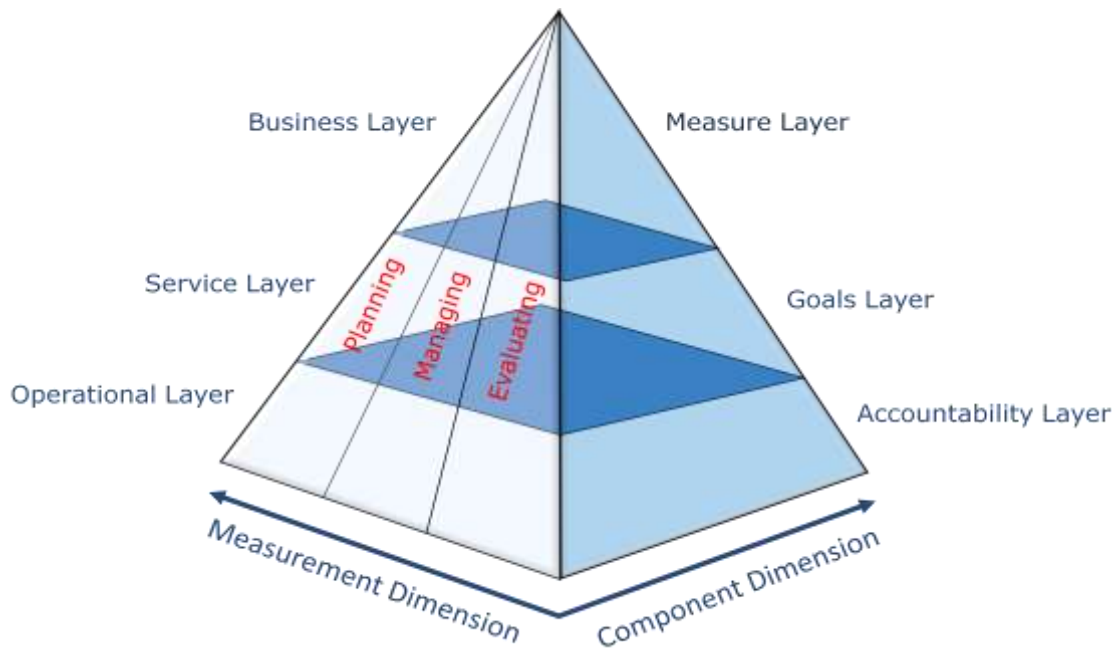 Business Layer
Measure Layer
Service Layer
Goals Layer
Planning
Managing
Evaluating
Operational Layer
Accountability Layer
Measurement Dimension
Component Dimension